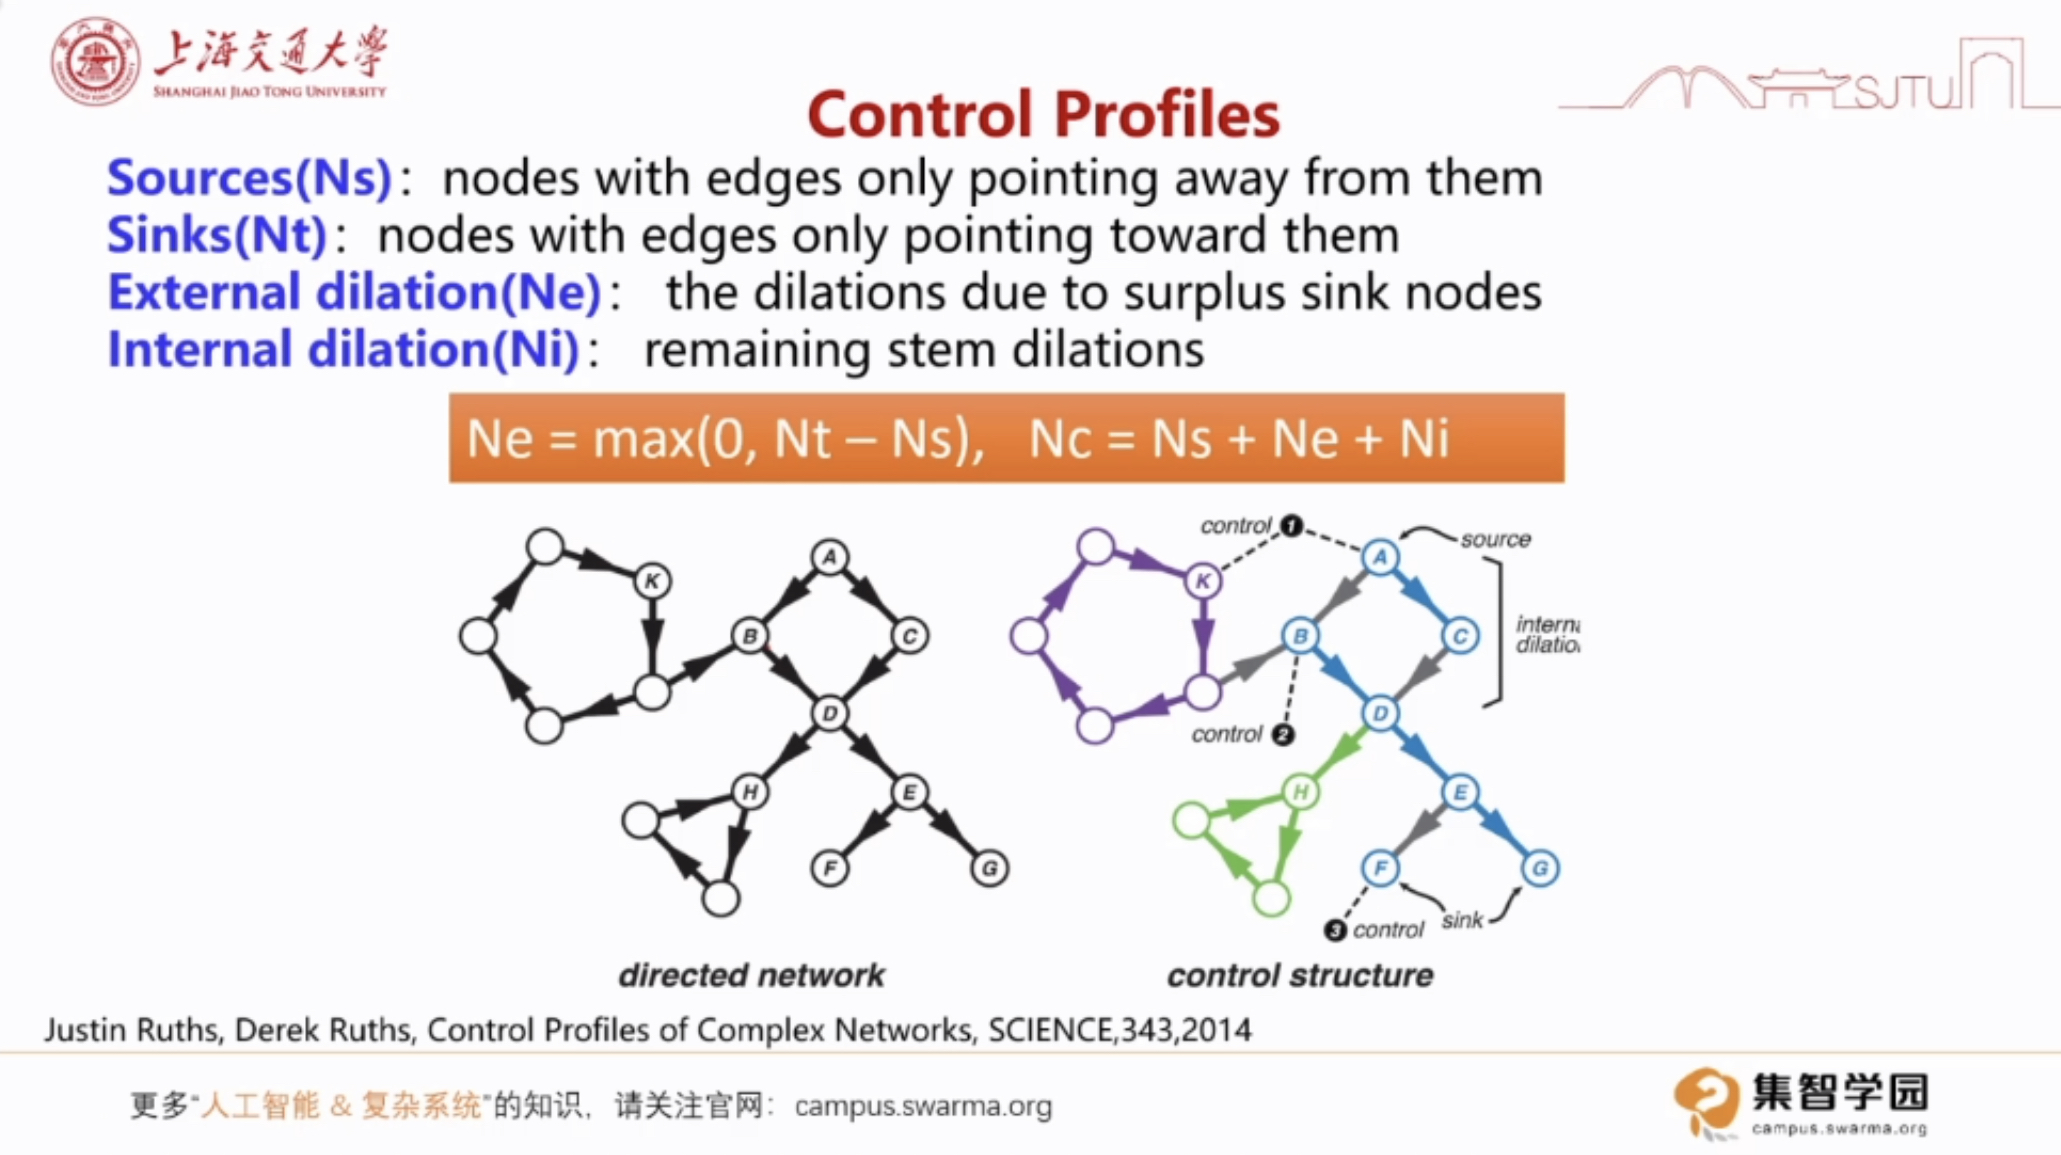 上海交通大学
SHANGHAI JIAO TONG UNIVERSITY
SJTU
Control Profiles
Sources(Ns)： nodes with edges only pointing away from them
Sinks(Nt)： nodes with edges only pointing toward them
External dilation(Ne)： the dilations due to surplus sink nodes
Internal dilation(Ni)： remaining stem dilations
Ne = max(0, Nt – Ns), Nc = Ns + Ne + Ni
K
A
B
C
D
H
E
F
G
directed network
control 1
source
K
A
B
C
interna
dilatio
control 2
D
H
E
F
G
sink
3 control
control structure
Justin Ruths, Derek Ruths, Control Profiles of Complex Networks, SCIENCE,343,2014
更多“人工智能 & 复杂系统”的知识，请关注官网：campus.swarma.org
集智学园
campus.swarma.org